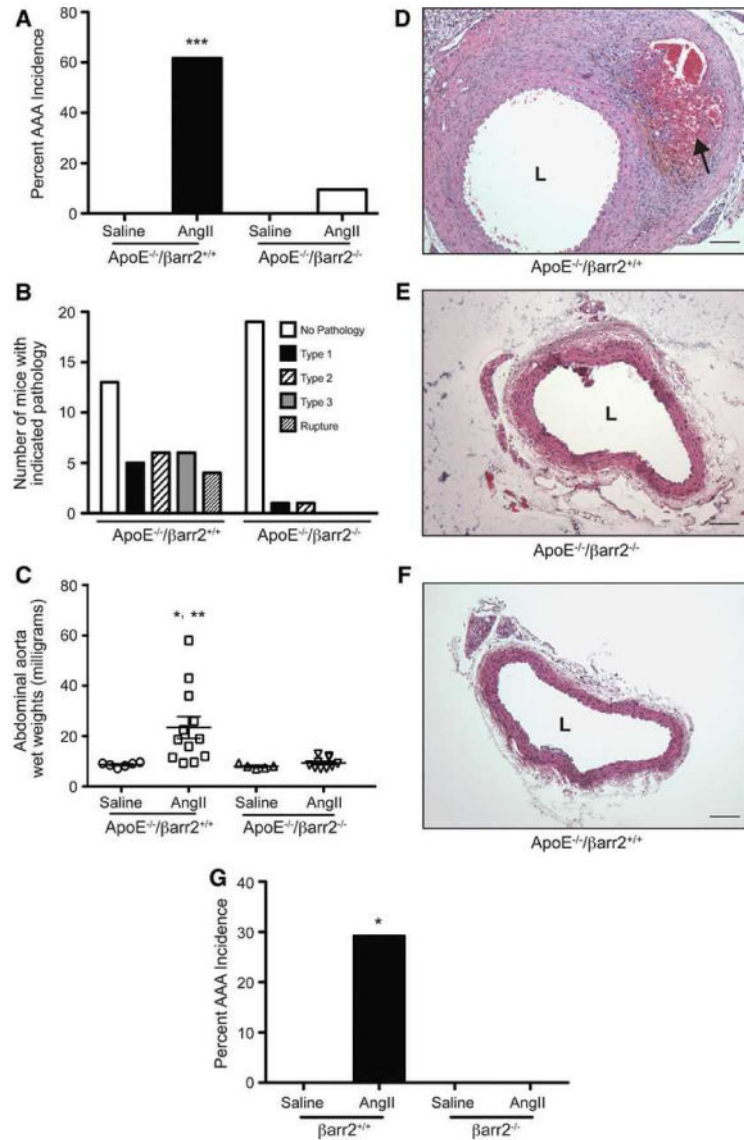 A
Percent AAA Incidence
80
60
40
20
0
***
Saline
AngII
Saline
AngII
ApoE⁻/⁻/βarr2⁺/⁺
ApoE⁻/⁻/βarr2⁻/⁻
B
Number of mice with
indicated pathology
20
15
10
5
0
No Pathology
Type 1
Type 2
Type 3
Rupture
ApoE⁻/⁻/βarr2⁺/⁺
ApoE⁻/⁻/βarr2⁻/⁻
C
Abdominal aorta
wet weights (milligrams)
80
60
40
20
0
*, **
Saline
AngII
Saline
AngII
ApoE⁻/⁻/βarr2⁺/⁺
ApoE⁻/⁻/βarr2⁻/⁻
D
L
ApoE⁻/⁻/βarr2⁺/⁺
E
L
ApoE⁻/⁻/βarr2⁻/⁻
F
L
ApoE⁻/⁻/βarr2⁺/⁺
G
Percent AAA Incidence
40
30
20
10
0
*
Saline
AngII
Saline
AngII
βarr2⁺/⁺
βarr2⁻/⁻